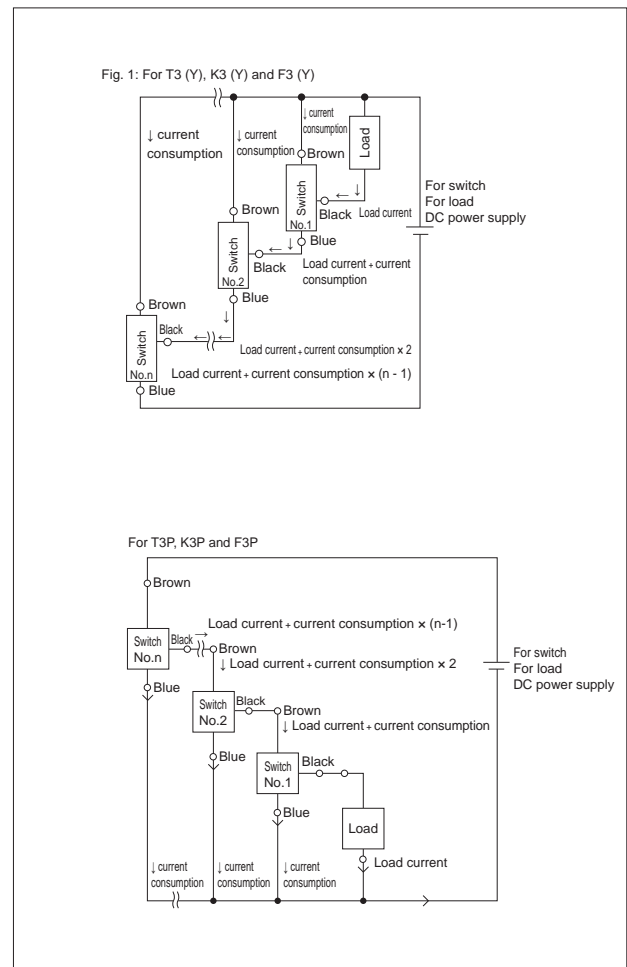 Fig. 1: For T3 (Y), K3 (Y) and F3 (Y)
↓ current
consumption
↓ current
consumption
↓ current
consumption
Load
Brown
Switch
No.1
Black
← ↓
Load current
For switch
For load
DC power supply
Brown
Switch
No.2
Black
← ↓
Blue
Load current + current
consumption
Brown
Switch
No.n
Black
Blue
↓
← ←
Load current + current consumption × 2
Load current + current consumption × (n - 1)
Blue
For T3P, K3P and F3P
Brown
Switch
No.n
Black →
Load current + current consumption × (n-1)
Brown
↓ Load current + current consumption × 2
For switch
For load
DC power supply
Blue
Switch
No.2
Black
Brown
↓ Load current + current consumption
Blue
Switch
No.1
Black
Blue
Load
Load current
↓ current
consumption
↓ current
consumption
↓ current
consumption